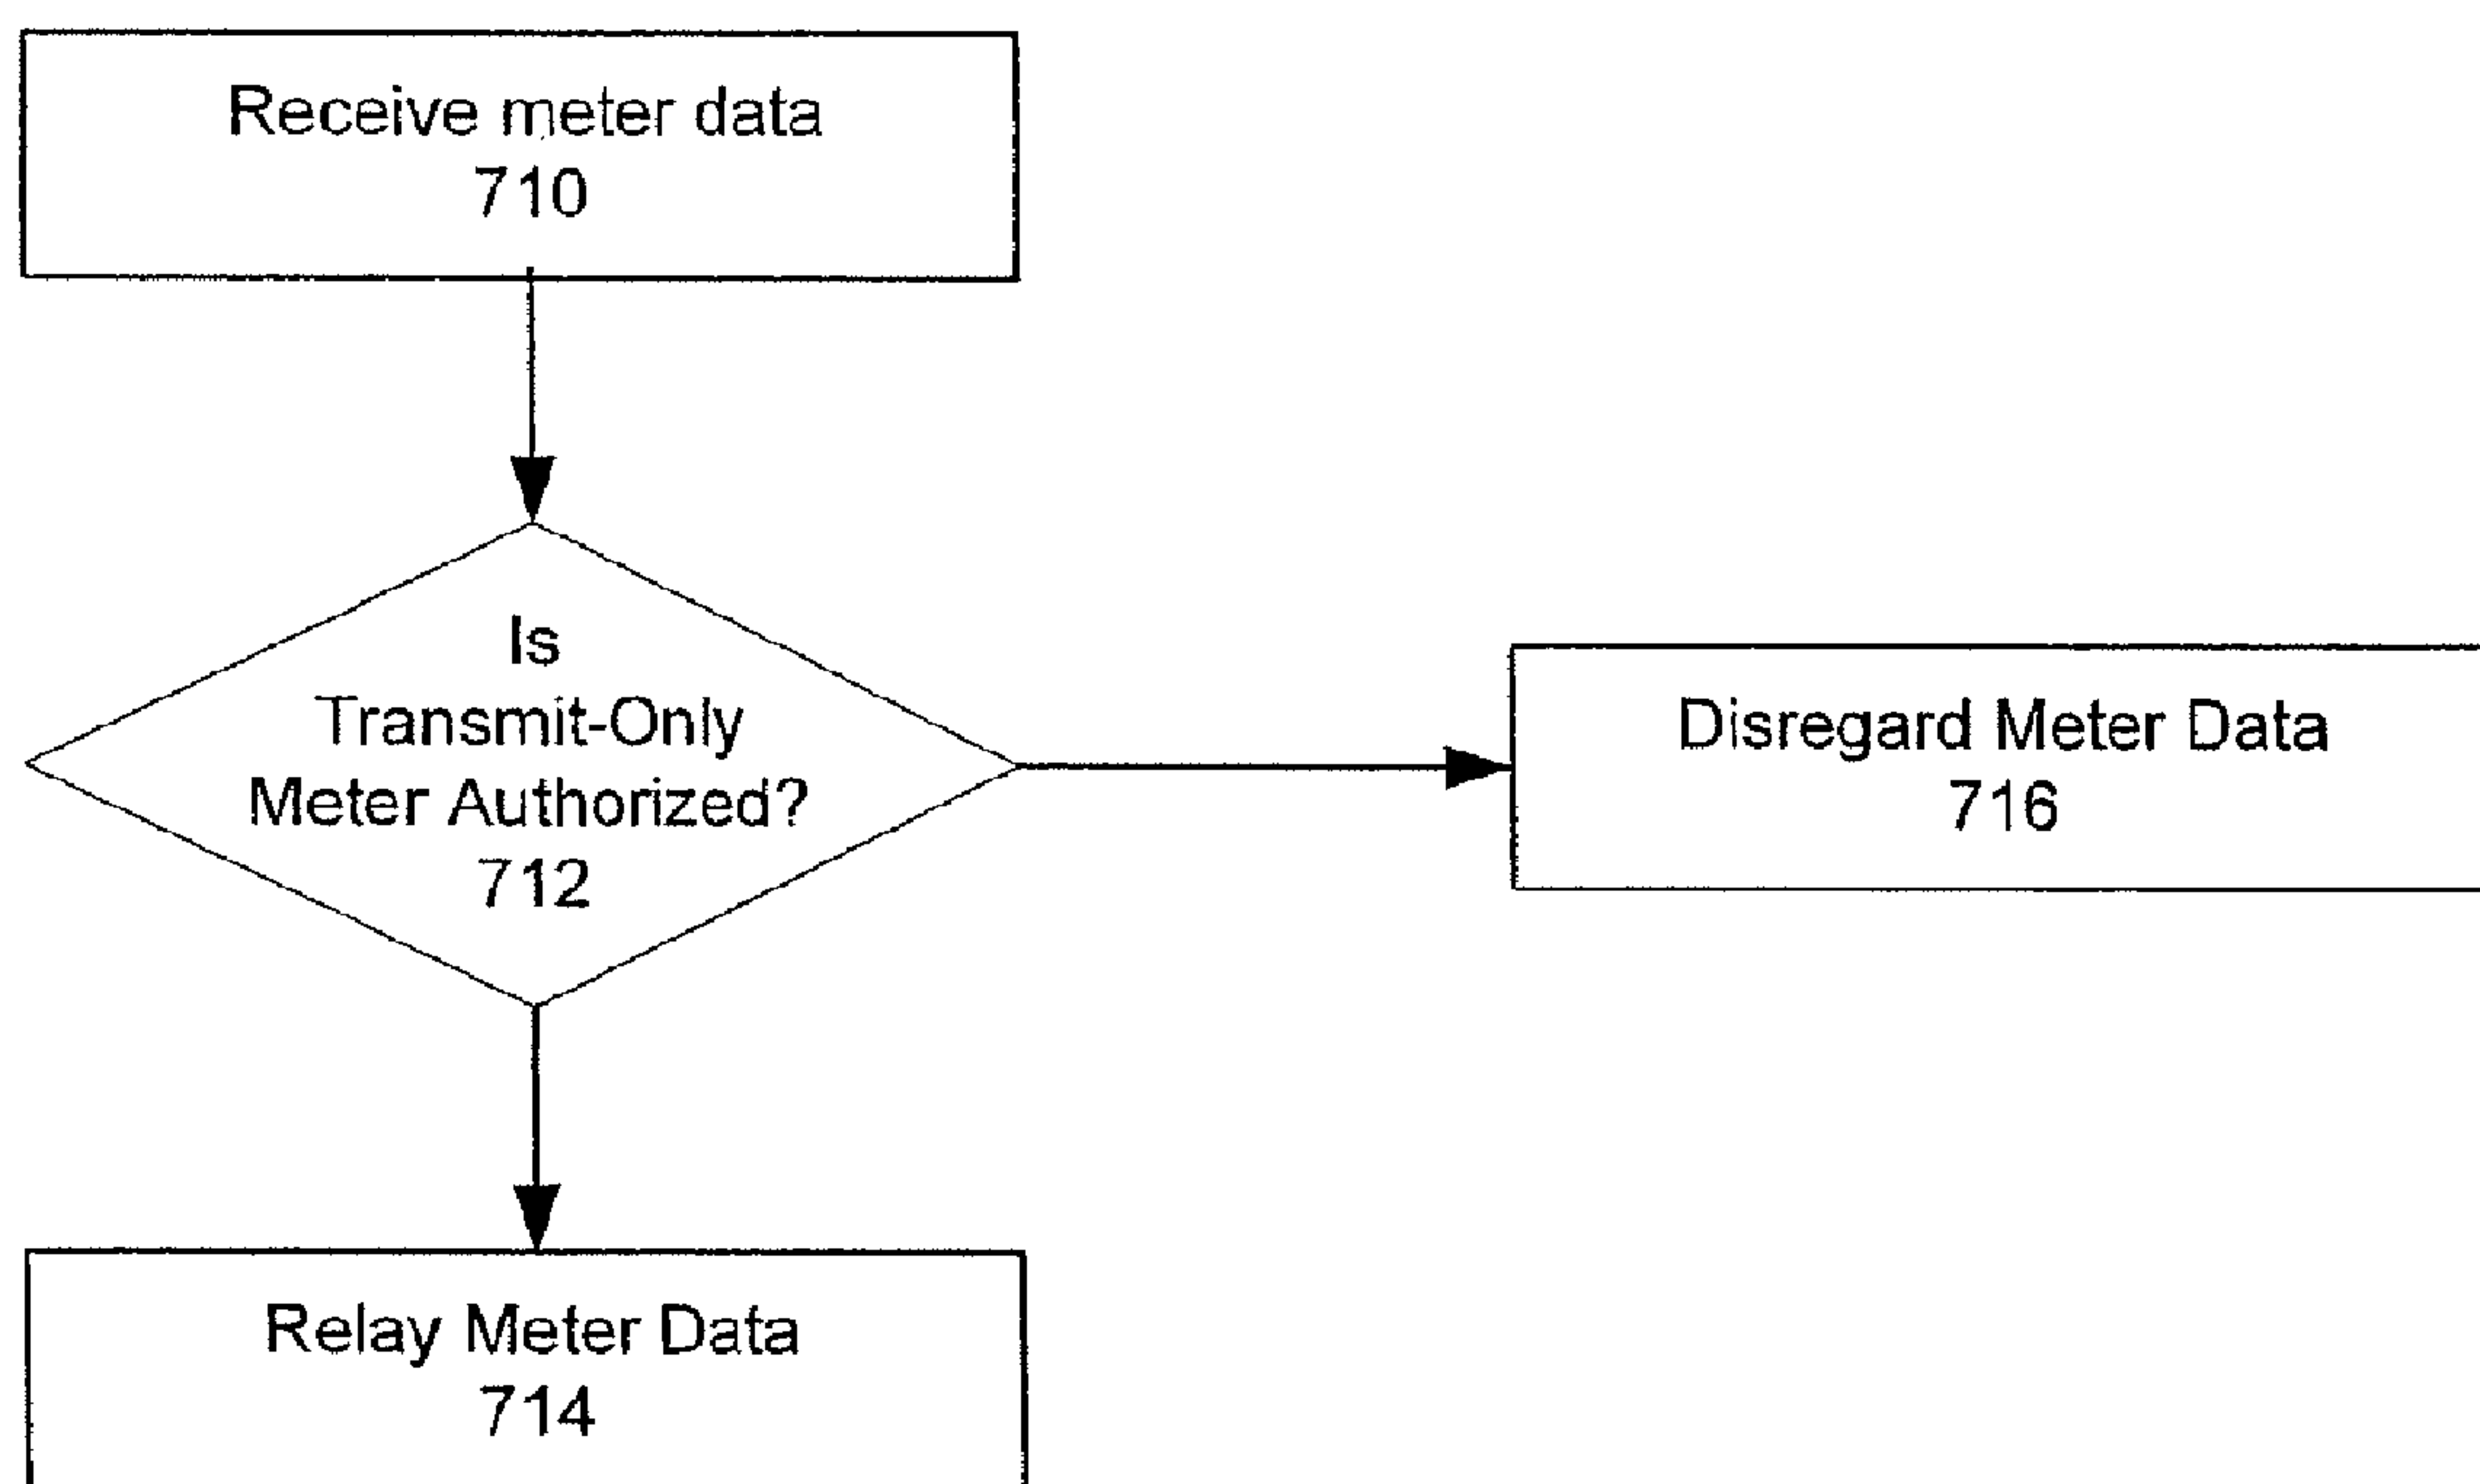 Receive meter data
710
Is
Transmit-Only
Meter Authorized?
712
Disregard Meter Data
716
Relay Meter Data
714